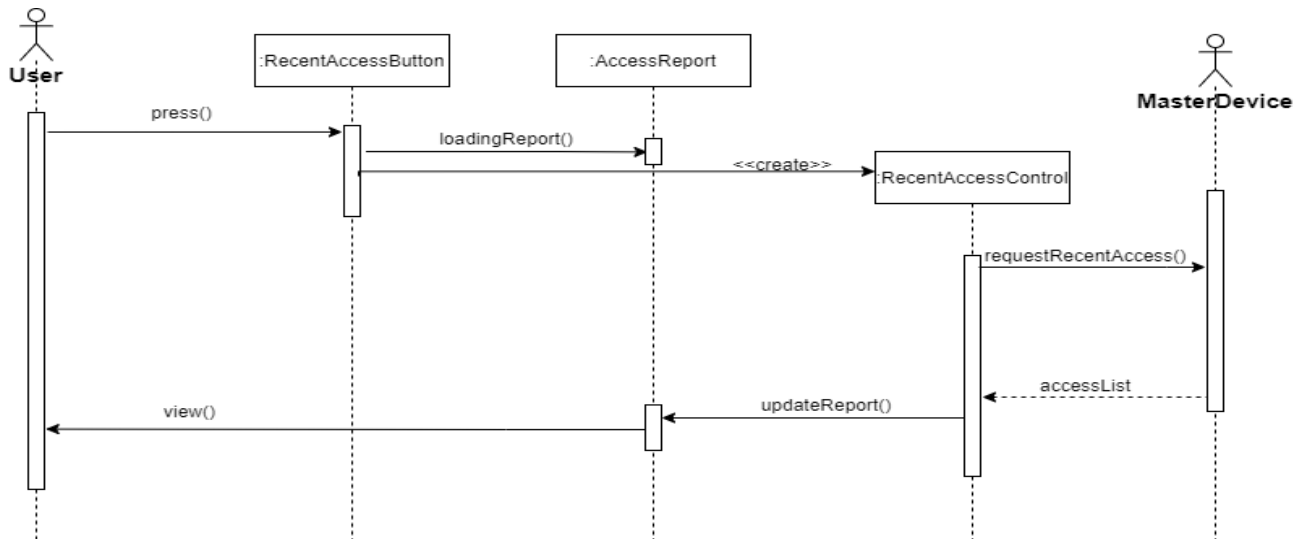 User
:RecentAccessButton
:AccessReport
MasterDevice
press()
loadingReport()
<<create>>
:RecentAccessControl
requestRecentAccess()
accessList
updateReport()
view()